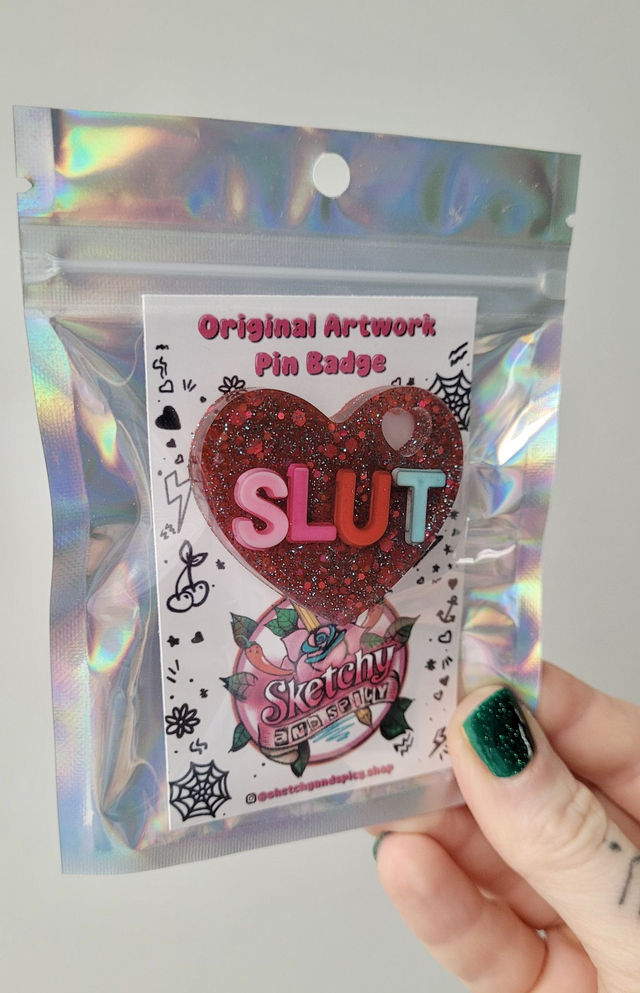 Original Artwork
Pin Badge
SLUT
Sketchy
AND SPICY
@sketchyandspicy.shop